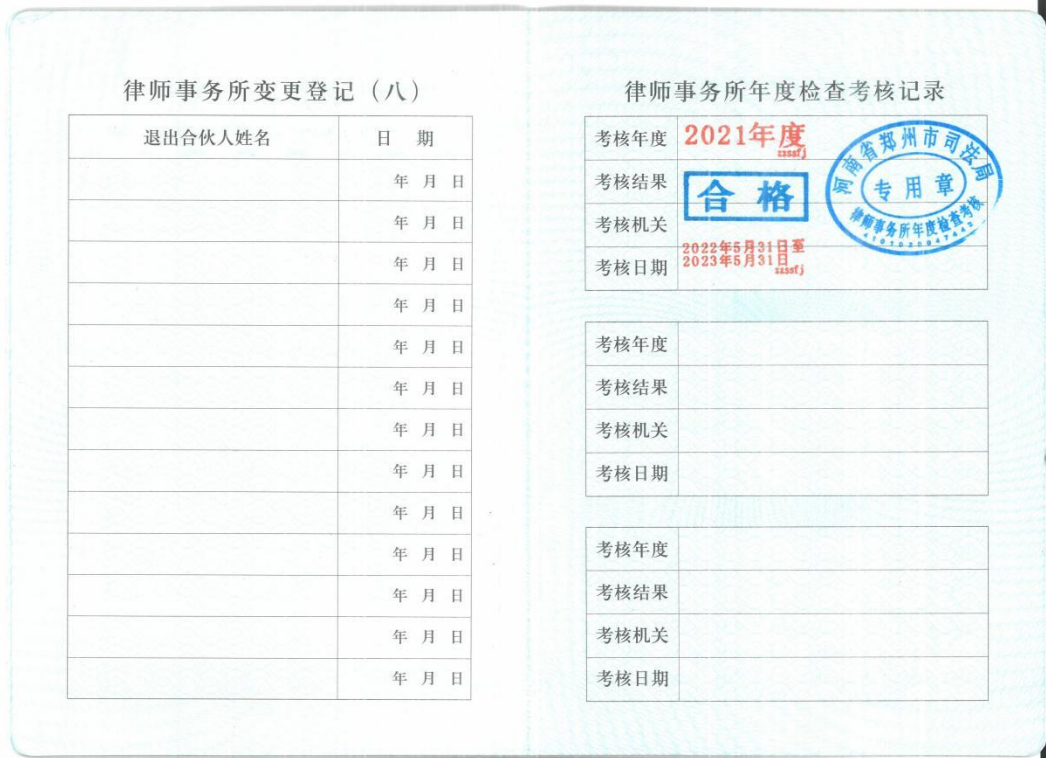 律师事务所变更登记（八）
退出合伙人姓名 日 期
年 月 日
年 月 日
年 月 日
年 月 日
年 月 日
年 月 日
年 月 日
年 月 日
年 月 日
年 月 日
年 月 日
年 月 日
年 月 日
律师事务所年度检查考核记录
考核年度 2021年度
zzssfj
考核结果 合格
考核机关
考核日期 2022年5月31日至
2023年5月31日
zzssfj
河南省郑州市司法局
专用章
律师事务所年度检查考核
考核年度
考核结果
考核机关
考核日期
考核年度
考核结果
考核机关
考核日期